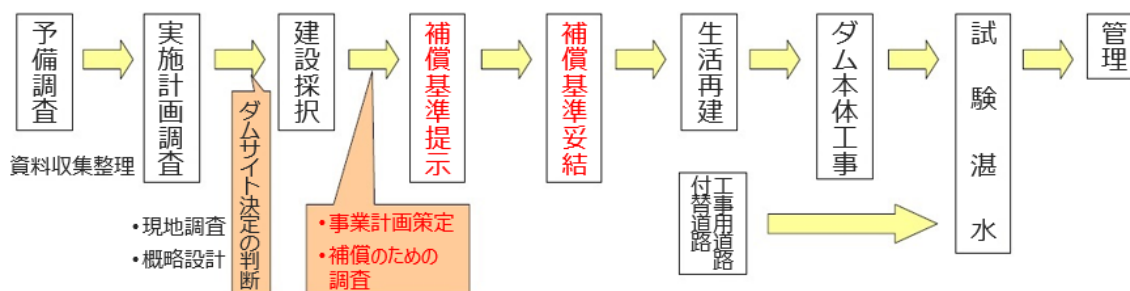 予備調査
実施計画調査
建設採択
補償基準提示
補償基準妥結
生活再建
ダム本体工事
試験湛水
管理
資料収集整理
•現地調査
•概略設計
ダムサイト決定の判断
•事業計画策定
•補償のための
調査
工事用道路
付替道路